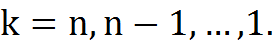 k = n, n − 1, … ,1.